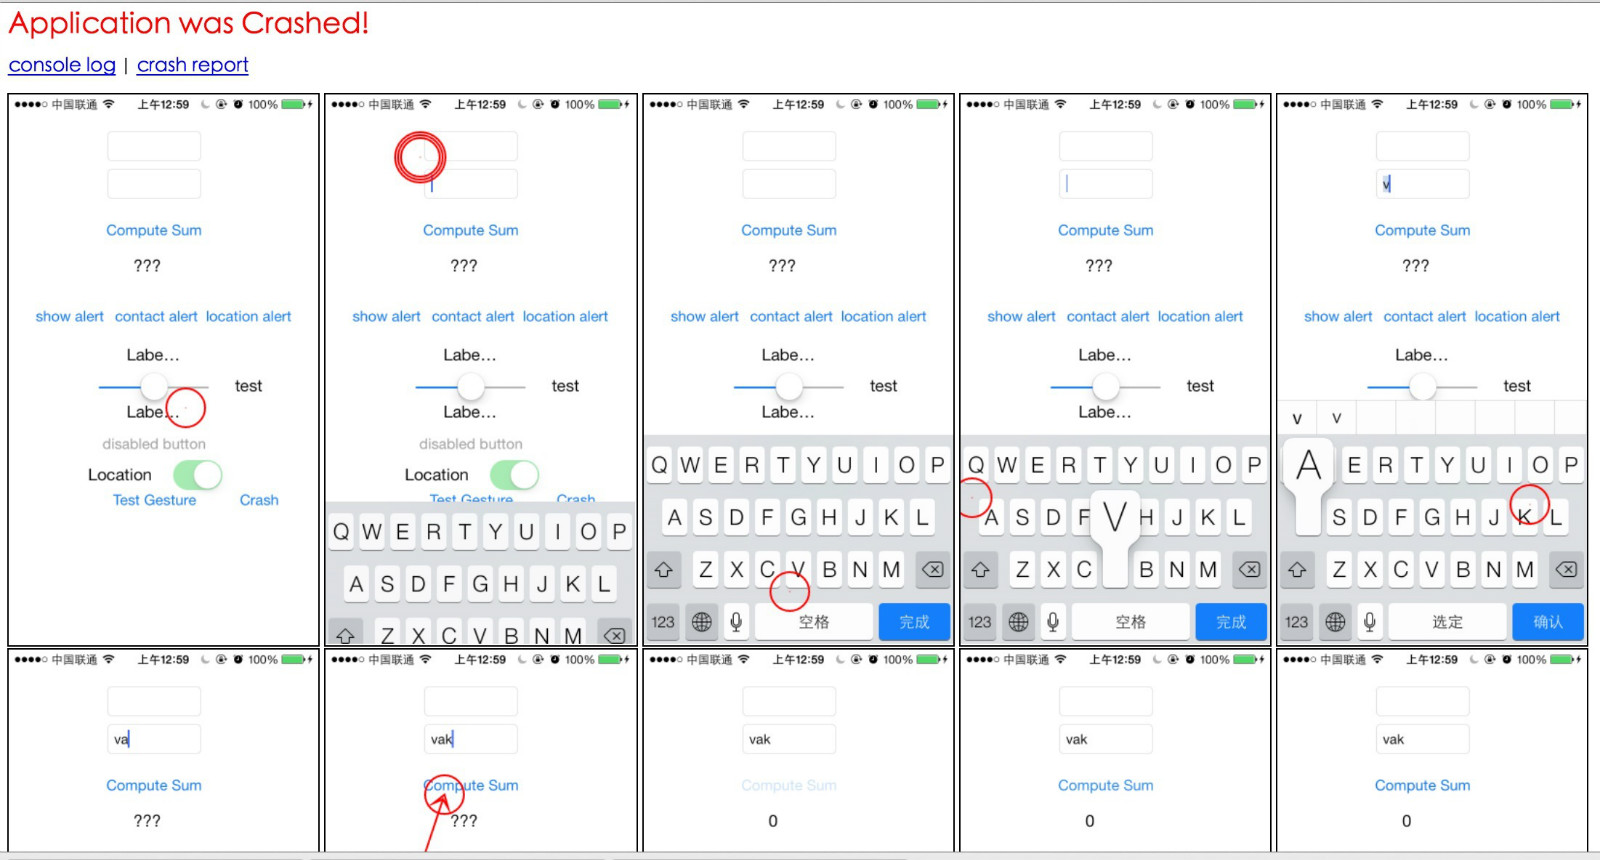 Application was Crashed!
console log | crash report
中国联通 上午12:59 100%
Compute Sum
???
show alert contact alert location alert
Labe...
test
Labe...
disabled button
Location
Test Gesture Crash
中国联通 上午12:59 100%
Compute Sum
???
show alert contact alert location alert
Labe...
test
Labe...
disabled button
Location
Test Gesture Crash
Q W E R T Y U I O P
A S D F G H J K L
Z X C V B N M
中国联通 上午12:59 100%
Compute Sum
???
show alert contact alert location alert
Labe...
test
Labe...
Q W E R T Y U I O P
A S D F G H J K L
Z X C V B N M
123 空格 完成
中国联通 上午12:59 100%
Compute Sum
???
show alert contact alert location alert
Labe...
test
Labe...
Q W E R T Y U I O P
A S D F V H J K L
Z X C B N M
123 空格 完成
中国联通 上午12:59 100%
v
Compute Sum
???
show alert contact alert location alert
Labe...
test
v v
A E R T Y U I O P
S D F G H J K L
Z X C V B N M
123 选定 确认
中国联通 上午12:59 100%
va
Compute Sum
???
中国联通 上午12:59 100%
vak
Compute Sum
???
中国联通 上午12:59 100%
vak
Compute Sum
0
中国联通 上午12:59 100%
vak
Compute Sum
0
中国联通 上午12:59 100%
vak
Compute Sum
0